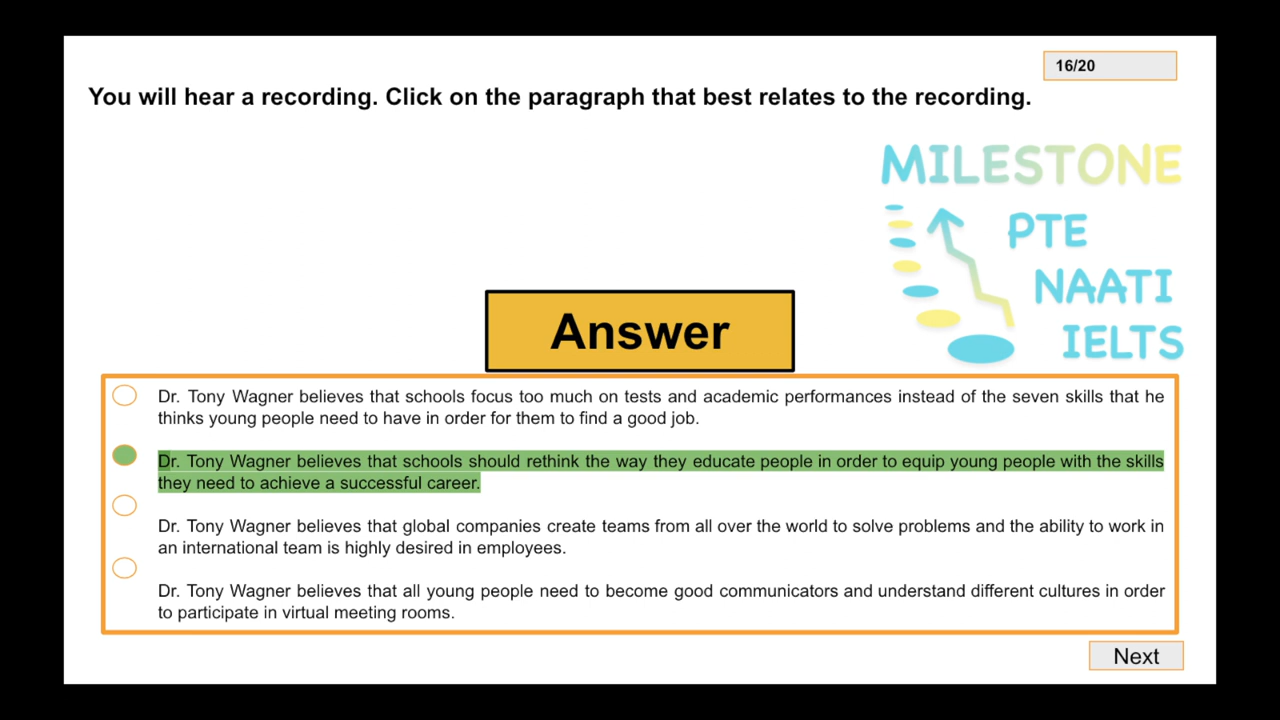 16/20
You will hear a recording. Click on the paragraph that best relates to the recording.
MILESTONE
PTE
NAATI
IELTS
Answer
Dr. Tony Wagner believes that schools focus too much on tests and academic performances instead of the seven skills that he
thinks young people need to have in order for them to find a good job.
Dr. Tony Wagner believes that schools should rethink the way they educate people in order to equip young people with the skills
they need to achieve a successful career.
Dr. Tony Wagner believes that global companies create teams from all over the world to solve problems and the ability to work in
an international team is highly desired in employees.
Dr. Tony Wagner believes that all young people need to become good communicators and understand different cultures in order
to participate in virtual meeting rooms.
Next